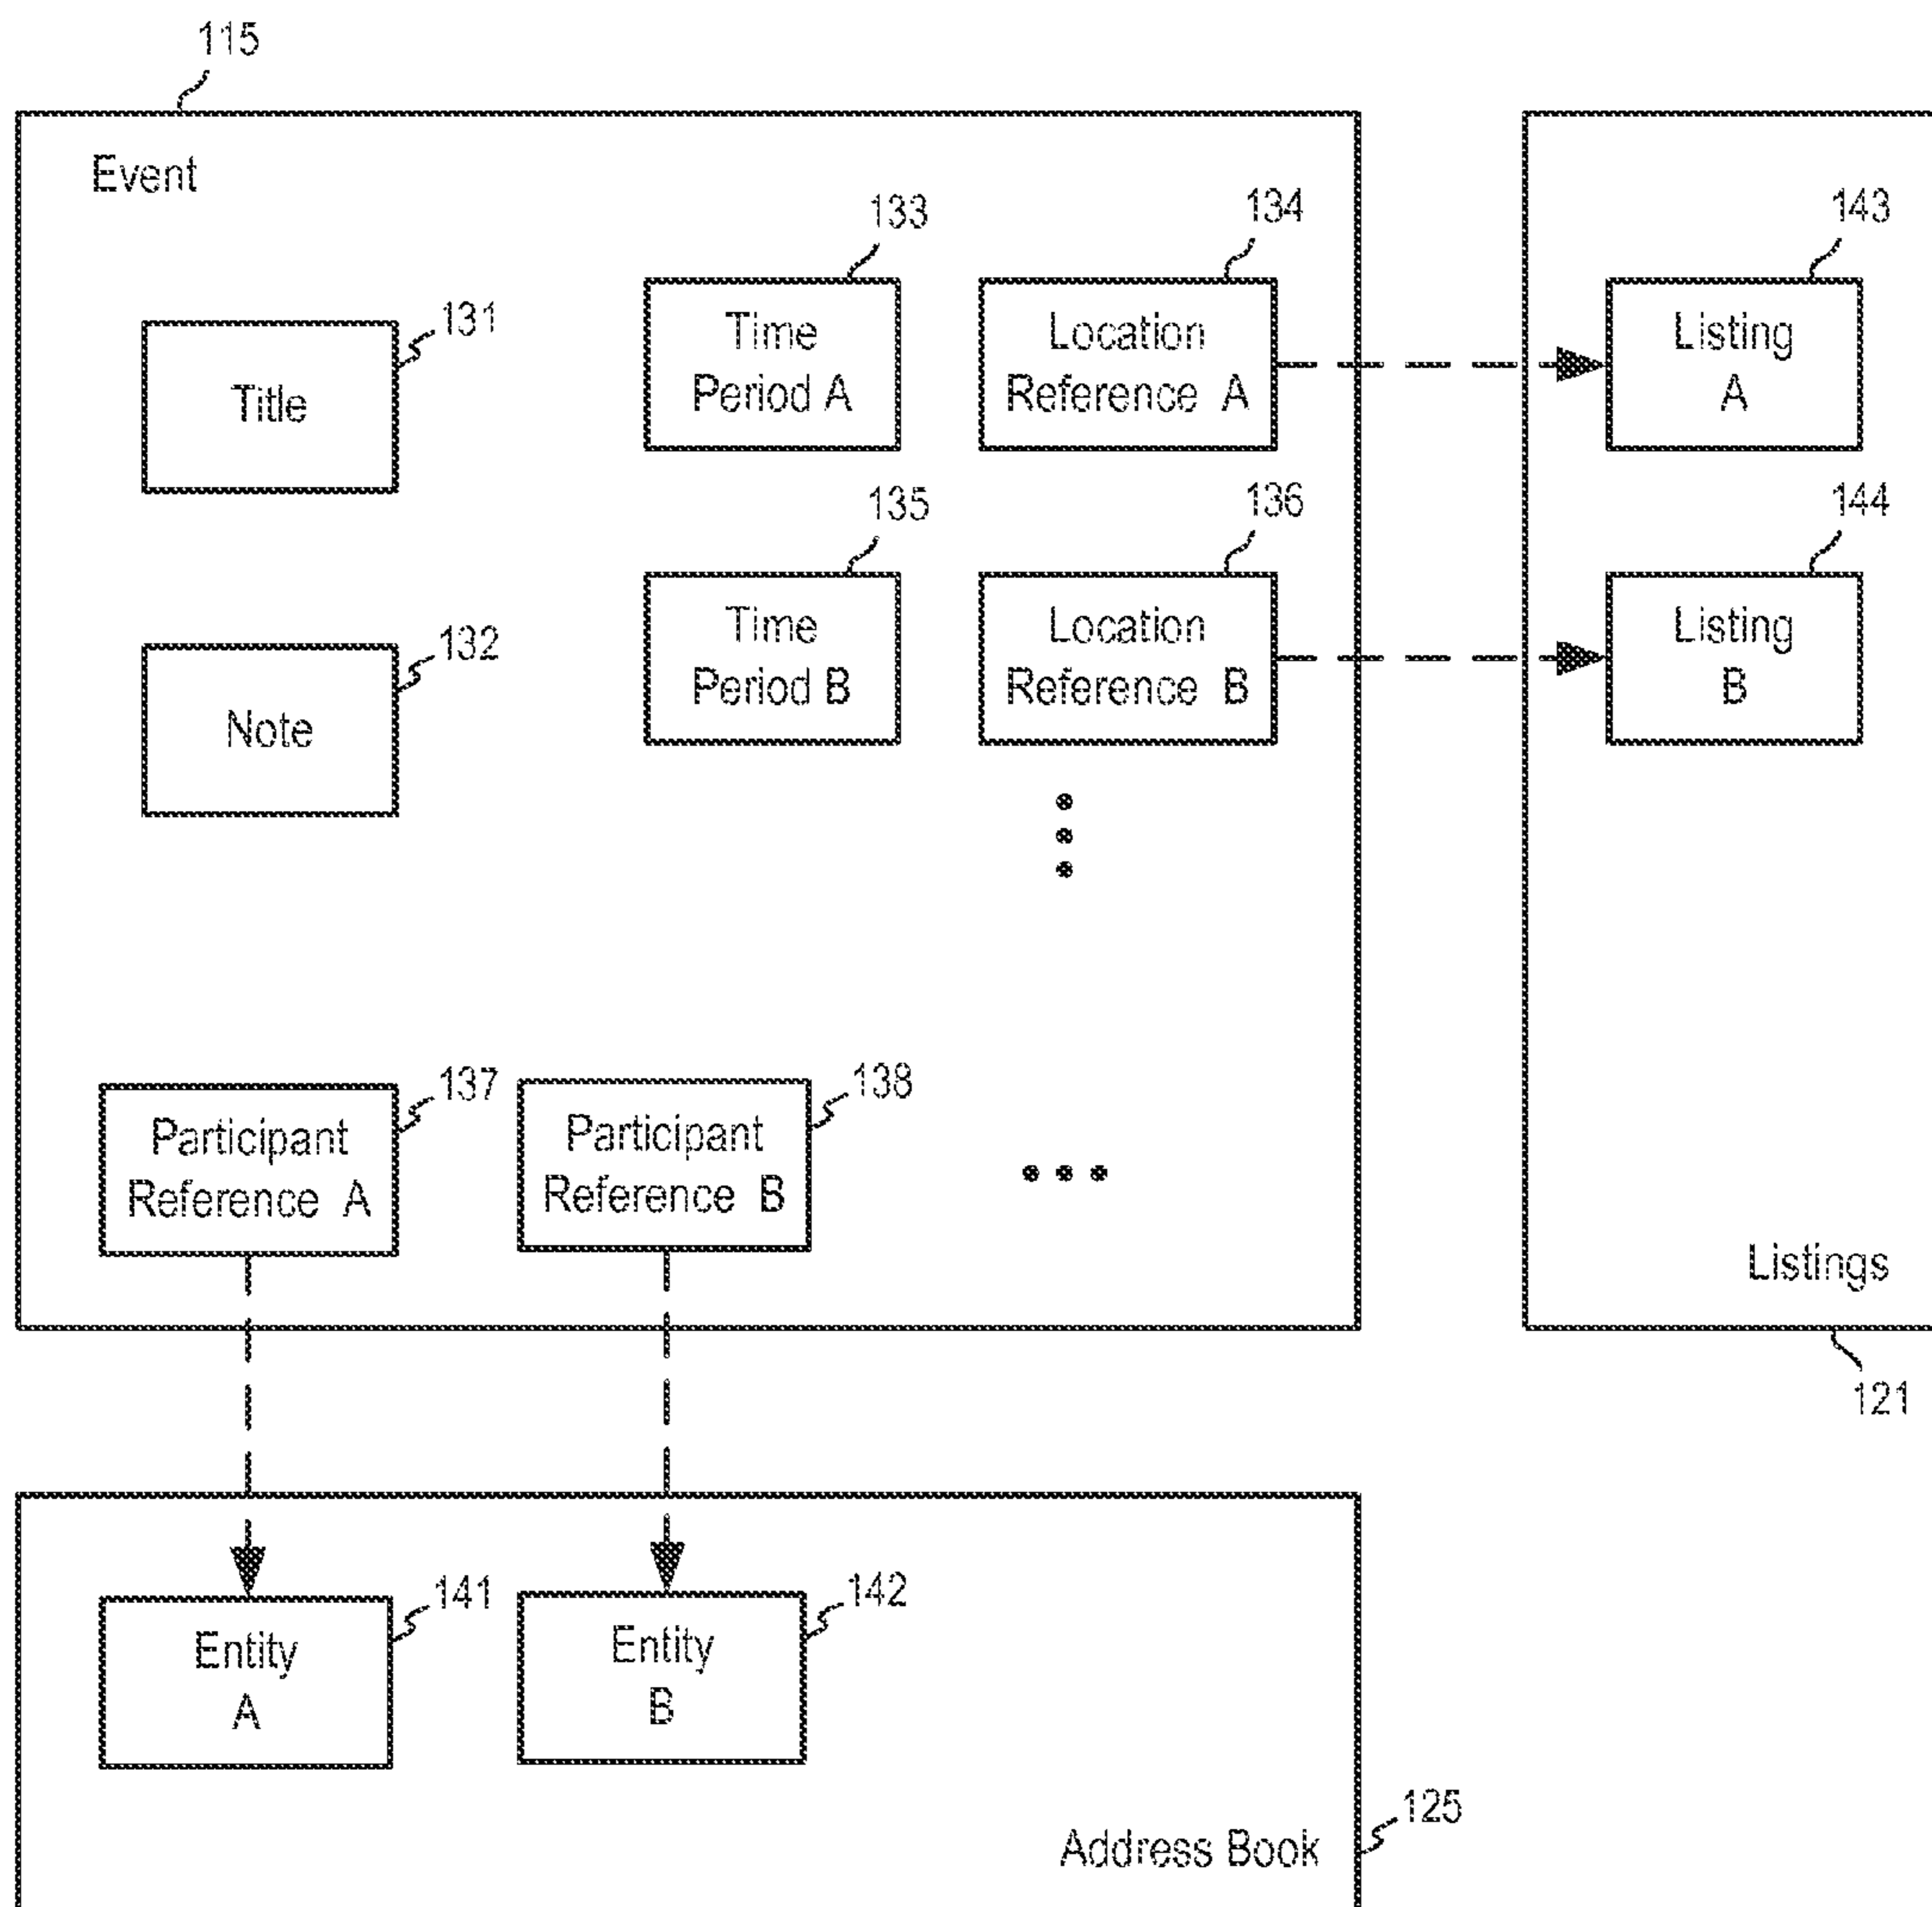 115
Event
133
134
143
131
Time
Period A
Location
Reference A
Listing
A
Title
135
136
144
132
Time
Period B
Location
Reference B
Listing
B
Note
137
138
Participant
Reference A
Participant
Reference B
Listings
121
141
142
Entity
A
Entity
B
125
Address Book